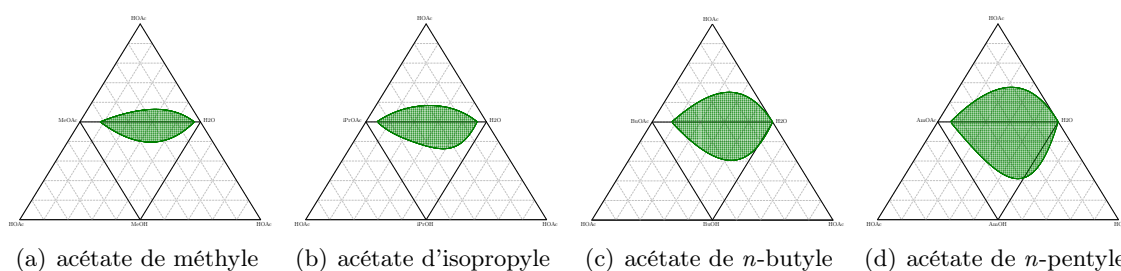 HOAc HOAc HOAc HOAc
MeOAc H2O iPrOAc H2O BuOAc H2O AmOAc H2O
HOAc MeOH HOAc HOAc iPrOH HOAc HOAc BuOH HOAc HOAc AmOH HO
(a) acétate de méthyle (b) acétate d'isopropyle (c) acétate de n-butyle (d) acétate de n-pentyle